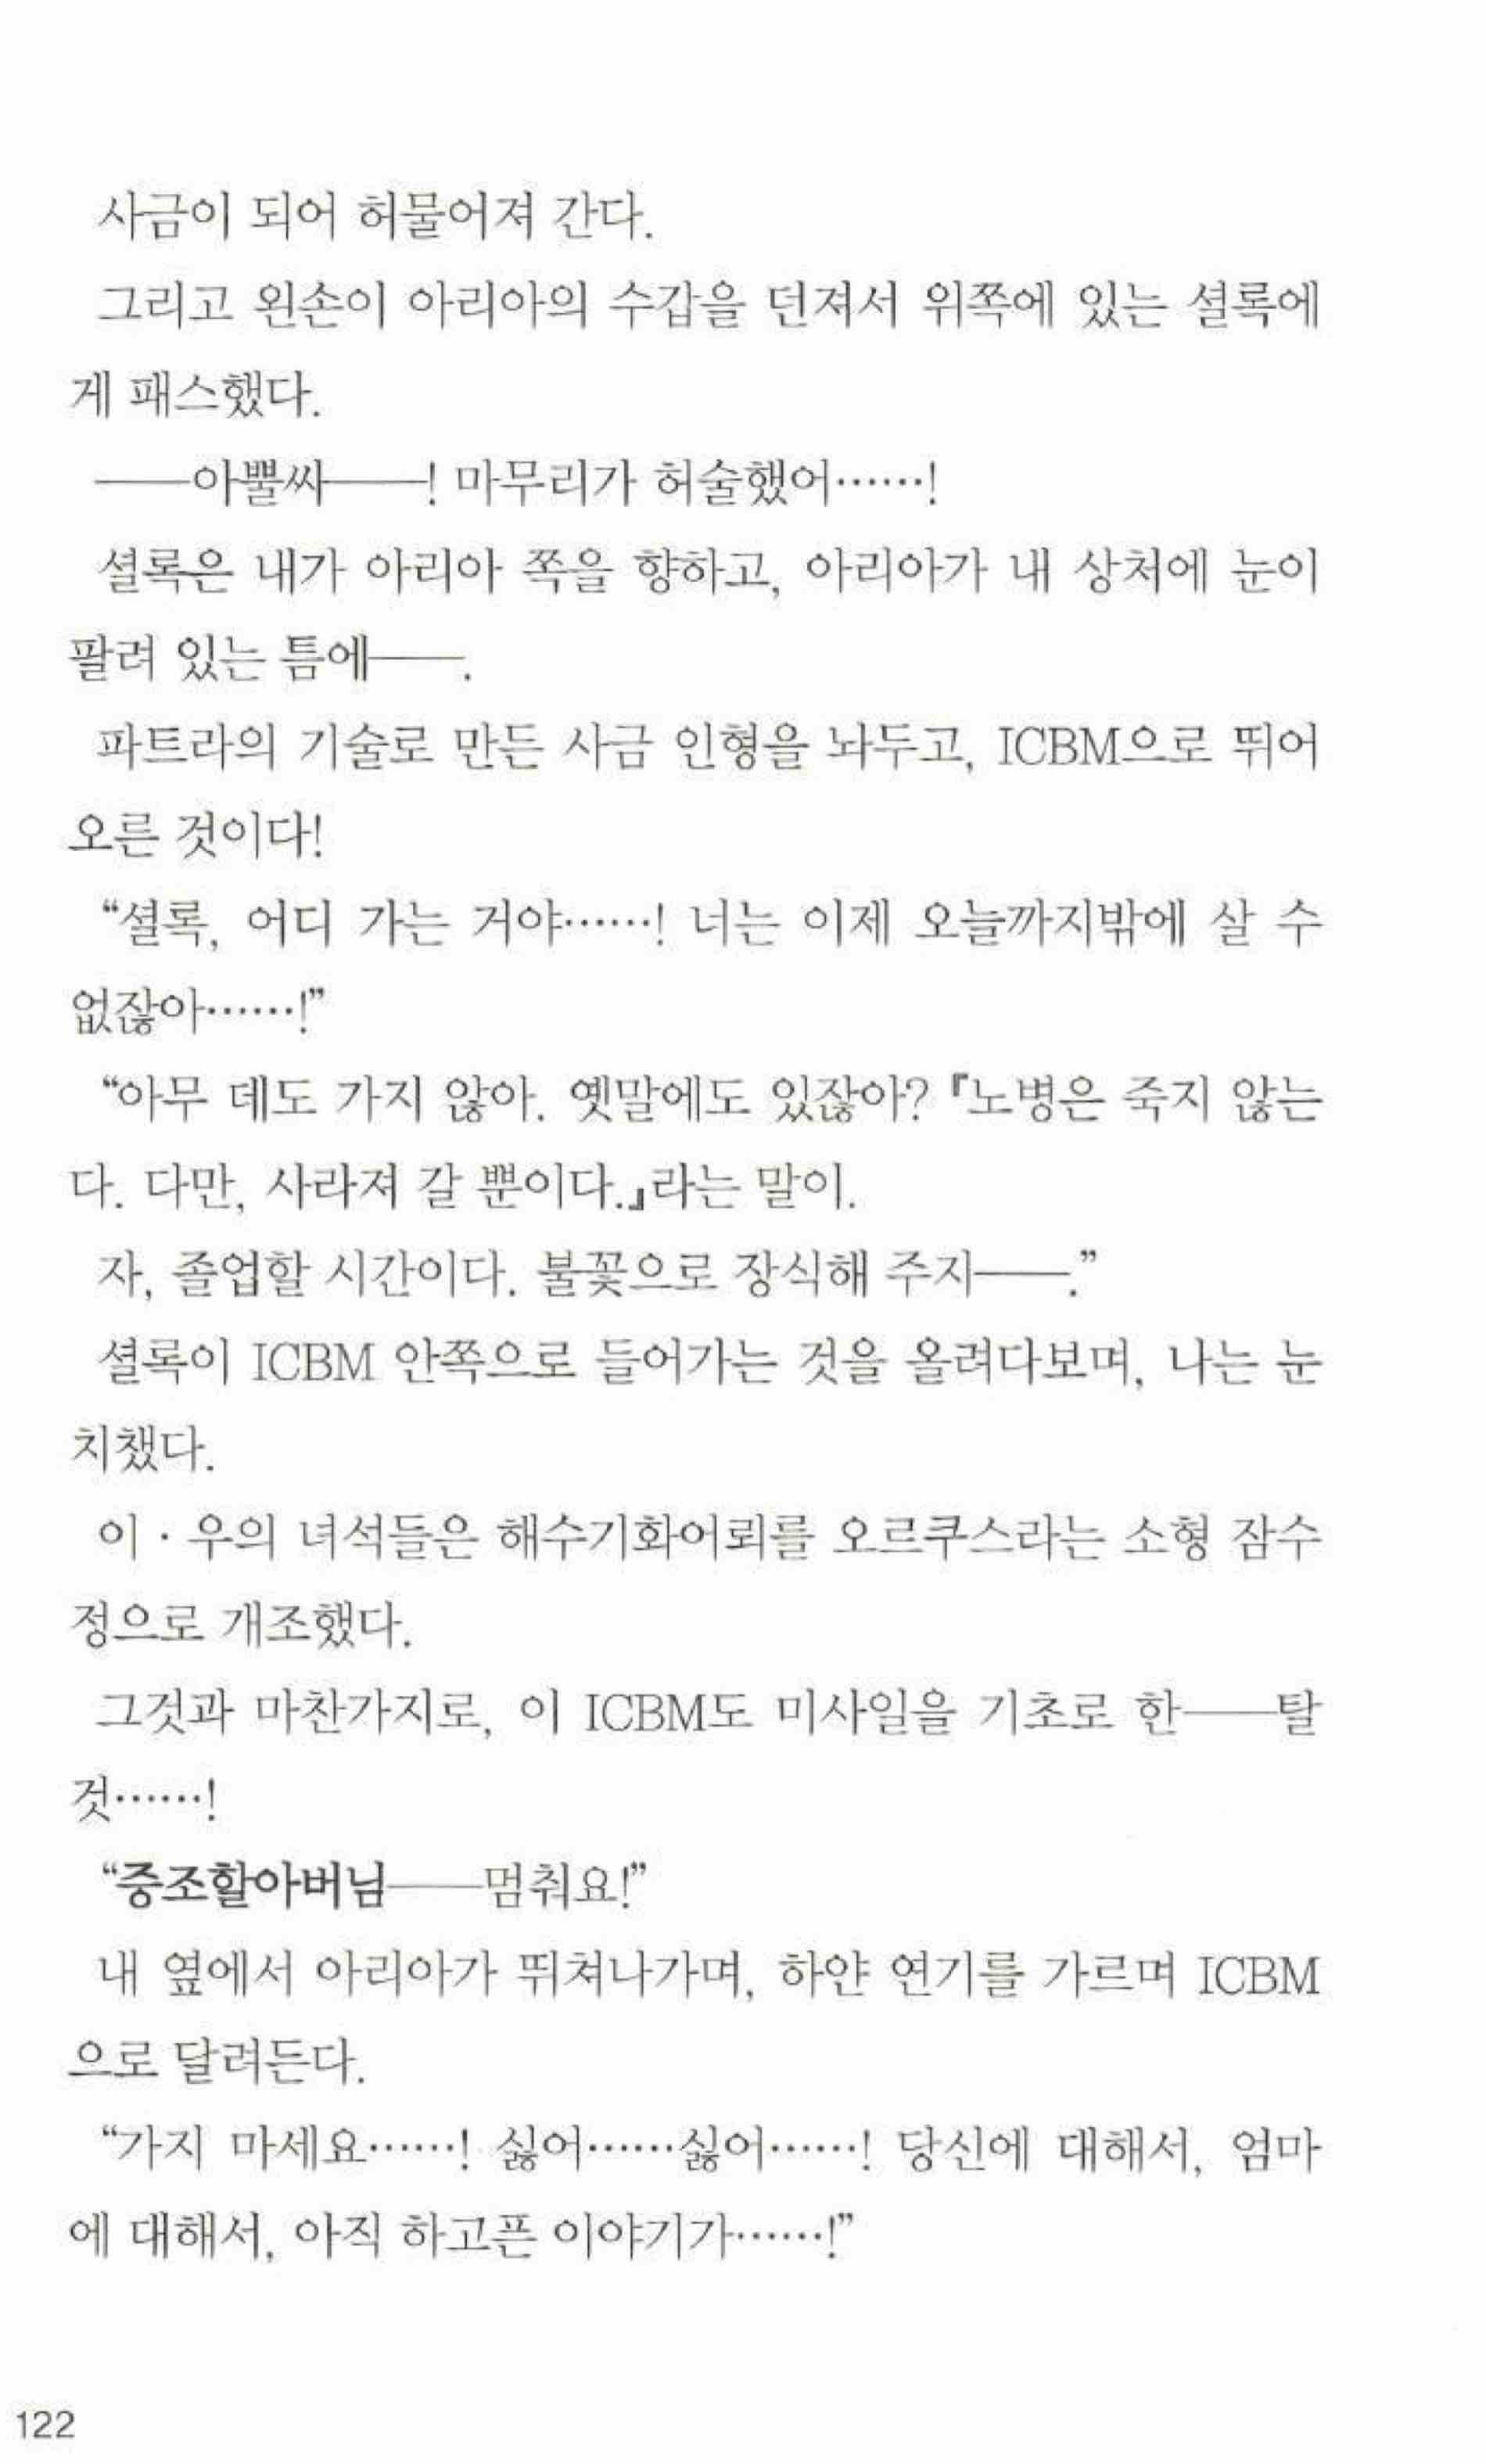 사금이 되어 허물어져 간다.
그리고 왼손이 아리아의 수갑을 던져서 위쪽에 있는 셜록에
게 패스했다.
──아뿔싸──! 마무리가 허술했어……!
셜록은 내가 아리아 쪽을 향하고, 아리아가 내 상처에 눈이
팔려 있는 틈에──.
파트라의 기술로 만든 사금 인형을 놔두고, ICBM으로 뛰어
오른 것이다!
“셜록, 어디 가는 거야……! 너는 이제 오늘까지밖에 살 수
없잖아……!”
“아무 데도 가지 않아. 옛말에도 있잖아? 『노병은 죽지 않는
다. 다만, 사라져 갈 뿐이다.』라는 말이.
자, 졸업할 시간이다. 불꽃으로 장식해 주지──.”
셜록이 ICBM 안쪽으로 들어가는 것을 올려다보며, 나는 눈
치챘다.
이·우의 녀석들은 해수기화어뢰를 오르쿠스라는 소형 잠수
정으로 개조했다.
그것과 마찬가지로, 이 ICBM도 미사일을 기초로 한──탈
것……!
“증조할아버님──멈춰요!”
내 옆에서 아리아가 뛰쳐나가며, 하얀 연기를 가르며 ICBM
으로 달려든다.
“가지 마세요……! 싫어……싫어……! 당신에 대해서, 엄마
에 대해서, 아직 하고픈 이야기가……!”
122